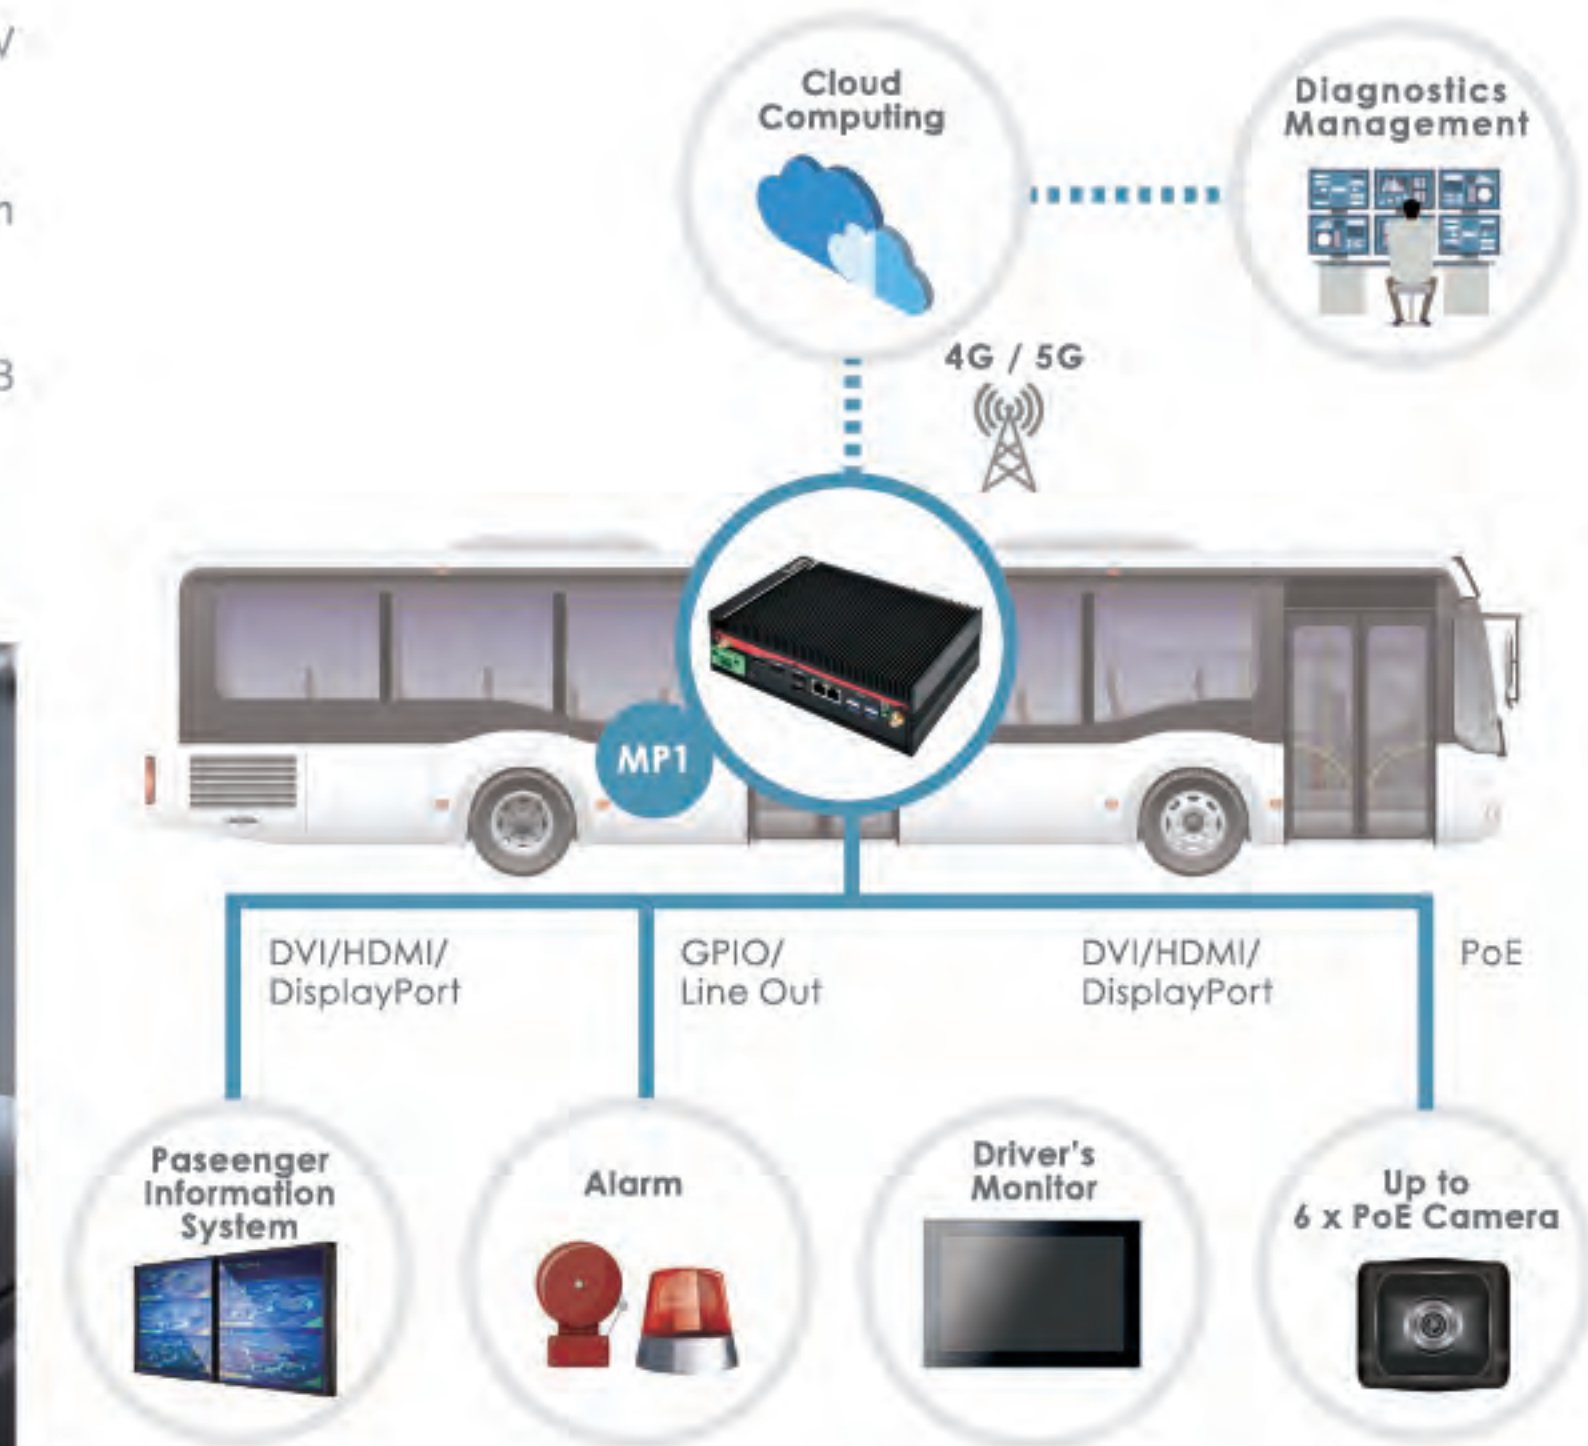 Cloud
Computing
Diagnostics
Management
4G / 5G
MP1
DVI/HDMI/
DisplayPort
GPIO/
Line Out
DVI/HDMI/
DisplayPort
PoE
Paseenger
Information
System
Alarm
Driver's
Monitor
Up to
6 x PoE Camera